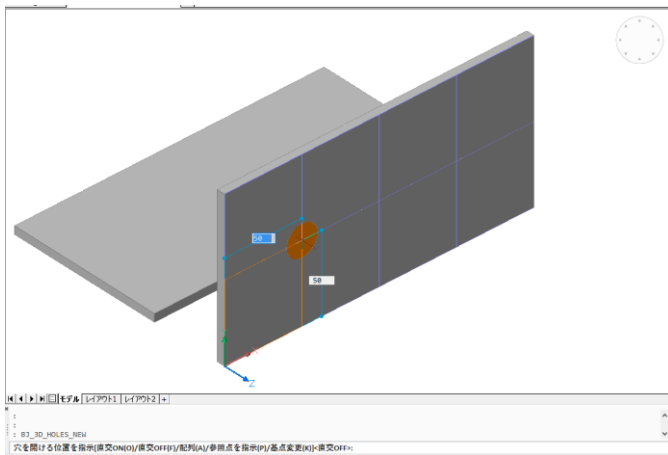 50
50
Z
モデル レイアウト1 レイアウト2 +
:
:
: BJ_3D_HOLES_NEW
穴を開ける位置を指示[直交ON(O)/直交OFF(F)/配列(A)/参照点を指示(P)/基点変更(K)]<直交OFF>: